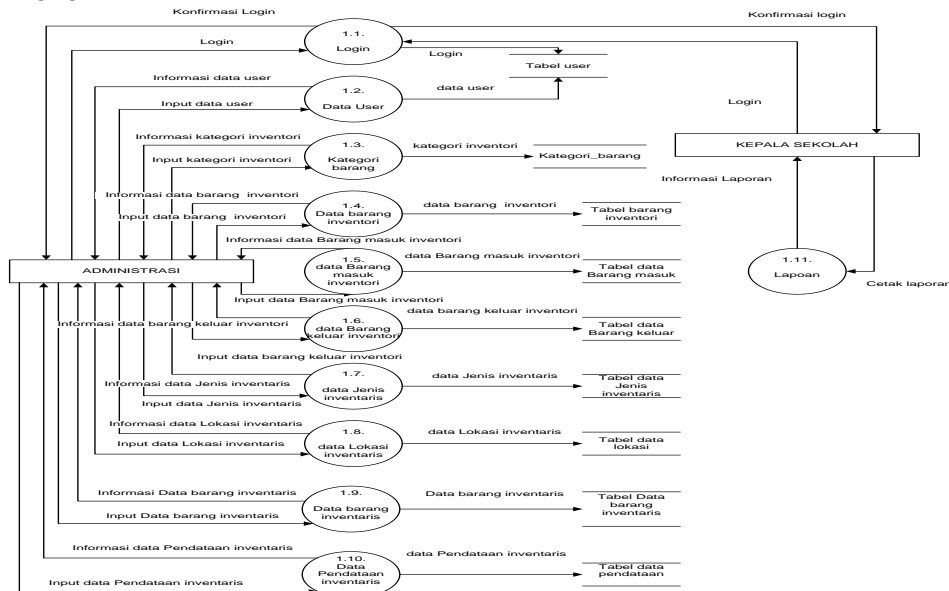 Konfirmasi Login
Konfirmasi login
1.1.
Login
Login
Login
Tabel user
Informasi data user
1.2.
Data User
data user
Input data user
Login
Informasi kategori inventori
1.3.
Kategori
barang
kategori inventori
Kategori_barang
Input kategori inventori
KEPALA SEKOLAH
Informasi Laporan
Informasi data barang inventori
1.4.
Data barang
inventori
data barang inventori
Tabel barang
inventori
Input data barang inventori
Informasi data Barang masuk inventori
1.5.
data Barang
masuk
inventori
data Barang masuk inventori
Tabel data
Barang masuk
ADMINISTRASI
1.11.
Lapoan
Cetak laporar
Input data Barang masuk inventori
Informasi data barang keluar inventori
1.6.
data Barang
keluar inventori
data barang keluar inventori
Tabel data
Barang keluar
Input data barang keluar inventori
1.7.
data Jenis
inventaris
data Jenis inventaris
Tabel data
Jenis
inventaris
Informasi data Jenis inventaris
Input data Jenis inventaris
Informasi data Lokasi inventaris
1.8.
data Lokasi
inventaris
data Lokasi inventaris
Tabel data
lokasi
Input data Lokasi inventaris
Informasi Data barang inventaris
1.9.
Data barang
inventaris
Data barang inventaris
Tabel Data
barang
inventaris
Input Data barang inventaris
Informasi data Pendataan inventaris
1.10.
Data
Pendataan
inventaris
data Pendataan inventaris
Tabel data
pendataan
Input data Pendataan inventaris